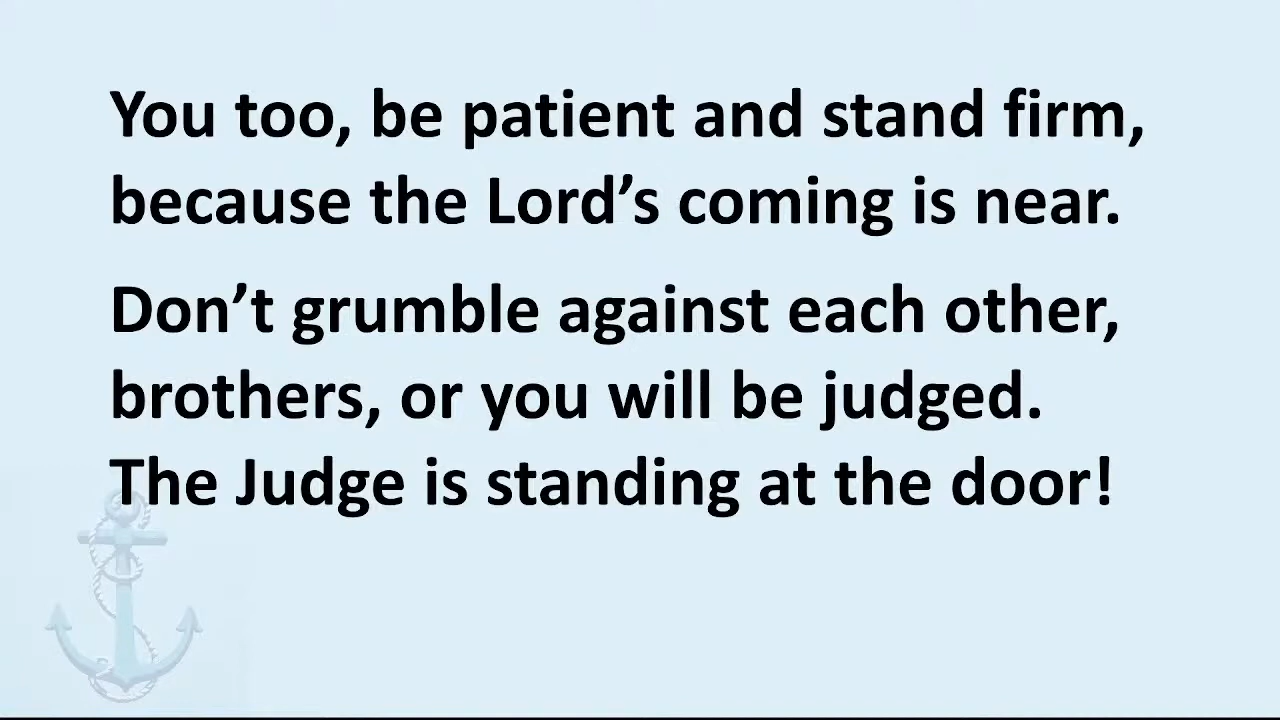 You too, be patient and stand firm,
because the Lord’s coming is near.
Don’t grumble against each other,
brothers, or you will be judged.
The Judge is standing at the door!